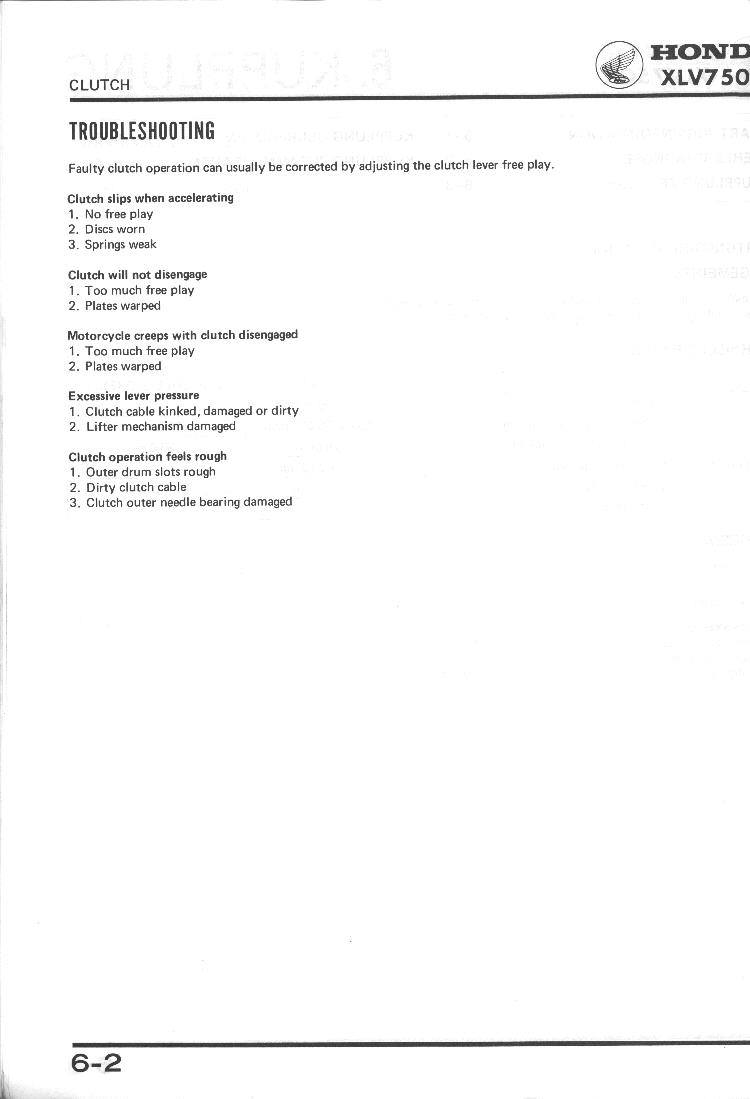 CLUTCH
HOND
XLV750
TROUBLESHOOTING
Faulty clutch operation can usually be corrected by adjusting the clutch lever free play.
Clutch slips when accelerating
1. No free play
2. Discs worn
3. Springs weak
Clutch will not disengage
1. Too much free play
2. Plates warped
Motorcycle creeps with clutch disengaged
1. Too much free play
2. Plates warped
Excessive lever pressure
1. Clutch cable kinked, damaged or dirty
2. Lifter mechanism damaged
Clutch operation feels rough
1. Outer drum slots rough
2. Dirty clutch cable
3. Clutch outer needle bearing damaged
6-2